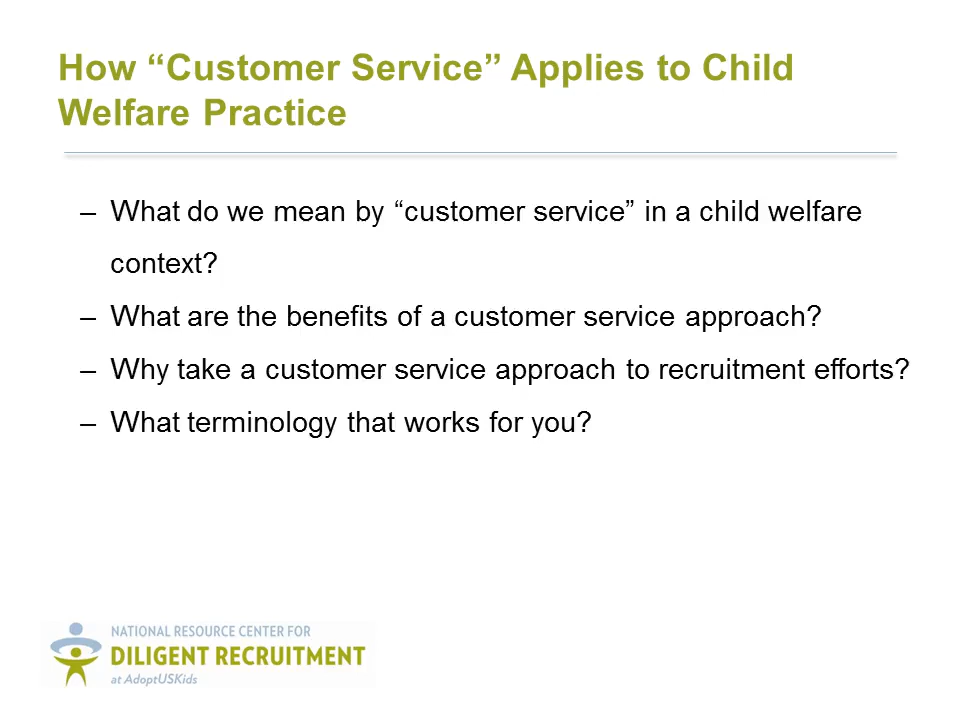 How “Customer Service” Applies to Child
Welfare Practice
– What do we mean by “customer service” in a child welfare
context?
– What are the benefits of a customer service approach?
– Why take a customer service approach to recruitment efforts?
– What terminology that works for you?
NATIONAL RESOURCE CENTER FOR
DILIGENT RECRUITMENT
at AdoptUSKids